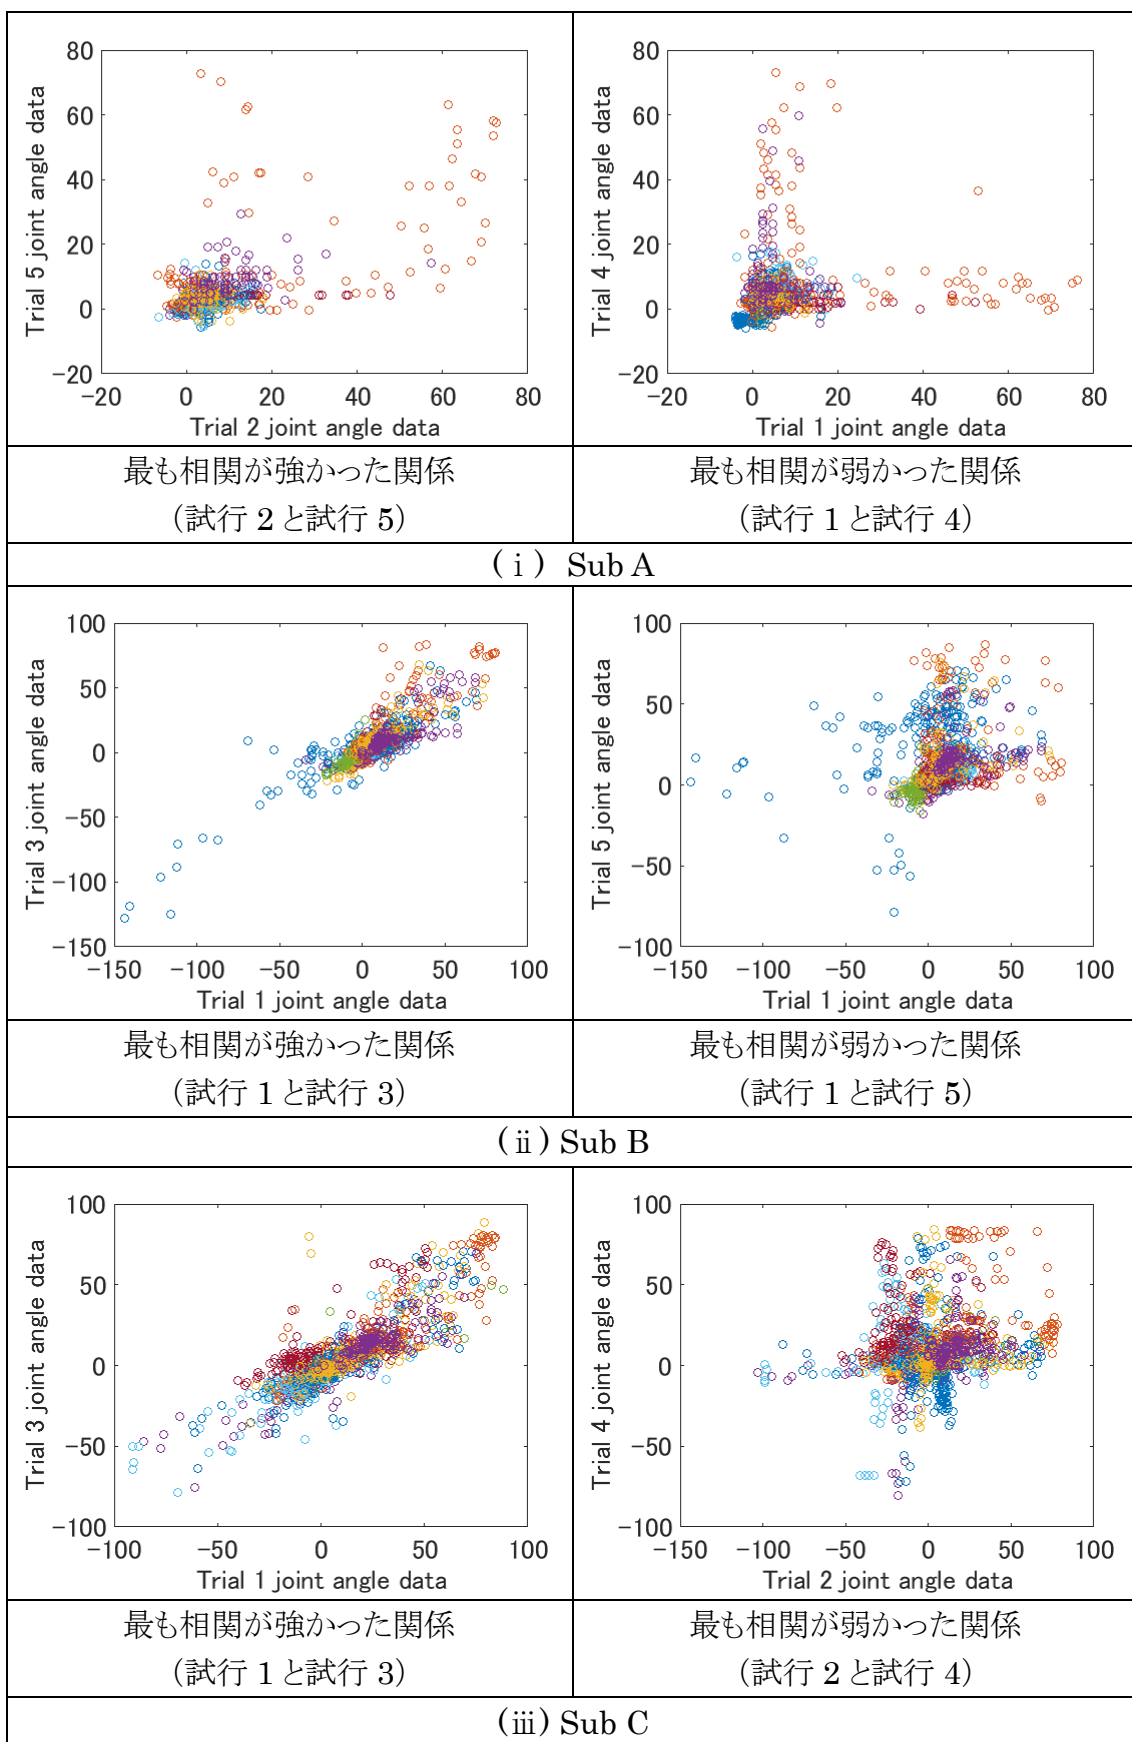 80
60
40
20
0
−20
−20 0 20 40 60 80
Trial 5 joint angle data
Trial 2 joint angle data
80
60
40
20
0
−20
−20 0 20 40 60 80
Trial 4 joint angle data
Trial 1 joint angle data
最も相関が強かった関係
(試行 2 と試行 5)
最も相関が弱かった関係
(試行 1 と試行 4)
(ⅰ) Sub A
100
50
0
−50
−100
−150
−150 −100 −50 0 50 100
Trial 3 joint angle data
Trial 1 joint angle data
100
50
0
−50
−100
−150 −100 −50 0 50 100
Trial 5 joint angle data
Trial 1 joint angle data
最も相関が強かった関係
(試行 1 と試行 3)
最も相関が弱かった関係
(試行 1 と試行 5)
(ⅱ) Sub B
100
50
0
−50
−100
−100 −50 0 50 100
Trial 3 joint angle data
Trial 1 joint angle data
100
50
0
−50
−100
−150 −100 −50 0 50 100
Trial 4 joint angle data
Trial 2 joint angle data
最も相関が強かった関係
(試行 1 と試行 3)
最も相関が弱かった関係
(試行 2 と試行 4)
(ⅲ) Sub C